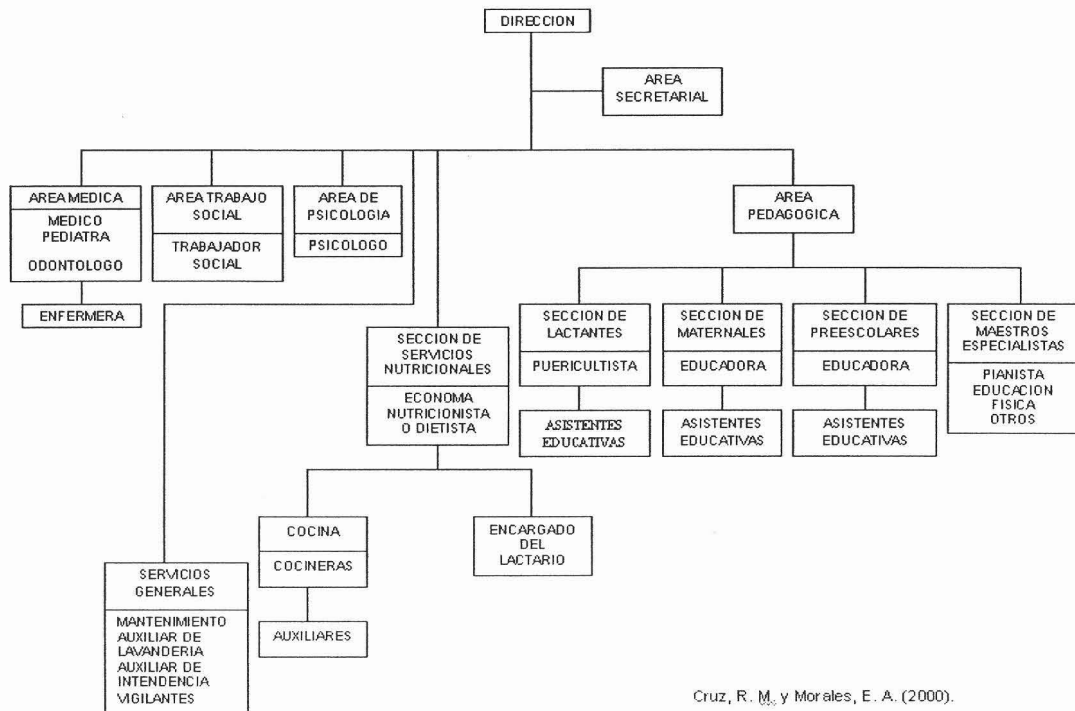 DIRECCION
AREA
SECRETARIAL
AREA MEDICA
MEDICO
PEDIATRA
ODONTOLOGO
ENFERMERA
AREA TRABAJO
SOCIAL
TRABAJADOR
SOCIAL
AREA DE
PSICOLOGIA
PSICOLOGO
AREA
PEDAGOGICA
SECCION DE
SERVICIOS
NUTRICIONALES
ECONOMA
NUTRICIONISTA
O DIETISTA
SECCION DE
LACTANTES
PUERICULTISTA
ASISTENTES
EDUCATIVAS
SECCION DE
MATERNALES
EDUCADORA
ASISTENTES
EDUCATIVAS
SECCION DE
PREESCOLARES
EDUCADORA
ASISTENTES
EDUCATIVAS
SECCION DE
MAESTROS
ESPECIALISTAS
PIANISTA
EDUCACION
FISICA
OTROS
COCINA
COCINERAS
AUXILIARES
ENCARGADO
DEL
LACTARIO
SERVICIOS
GENERALES
MANTENIMIENTO
AUXILIAR DE
LAVANDERIA
AUXILIAR DE
INTENDENCIA
VIGILANTES
Cruz, R. M. y Morales, E. A. (2000).